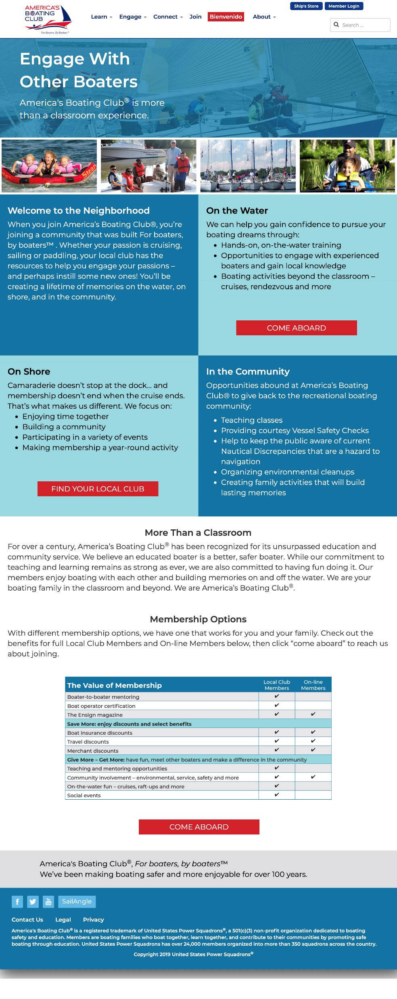 AMERICA'S
BOATING
CLUB
For Boaters, By Boaters™
Ship's Store Member Login
Learn Engage Connect Join Bienvenido About
Search ...
Engage With
Other Boaters
America's Boating Club® is more
than a classroom experience.
Stearns
Welcome to the Neighborhood
When you join America's Boating Club®, you're
joining a community that was built For boaters,
by boaters™ . Whether your passion is cruising,
sailing or paddling, your local club has the
resources to help you engage your passions –
and perhaps instill some new ones! You'll be
creating a lifetime of memories on the water, on
shore, and in the community.
On the Water
We can help you gain confidence to pursue your
boating dreams through:
• Hands-on, on-the-water training
• Opportunities to engage with experienced
boaters and gain local knowledge
• Boating activities beyond the classroom –
cruises, rendezvous and more
COME ABOARD
On Shore
Camaraderie doesn't stop at the dock... and
membership doesn't end when the cruise ends.
That's what makes us different. We focus on:
• Enjoying time together
• Building a community
• Participating in a variety of events
• Making membership a year-round activity
FIND YOUR LOCAL CLUB
In the Community
Opportunities abound at America's Boating
Club® to give back to the recreational boating
community:
• Teaching classes
• Providing courtesy Vessel Safety Checks
• Help to keep the public aware of current
Nautical Discrepancies that are a hazard to
navigation
• Organizing environmental cleanups
• Creating family activities that will build
lasting memories
More Than a Classroom
For over a century, America's Boating Club® has been recognized for its unsurpassed education and
community service. We believe an educated boater is a better, safer boater. While our commitment to
teaching and learning remains as strong as ever, we are also committed to having fun doing it. Our
members enjoy boating with each other and building memories on and off the water. We are your
boating family in the classroom and beyond. We are America's Boating Club®.
Membership Options
With different membership options, we have one that works for you and your family. Check out the
benefits for full Local Club Members and On-line Members below, then click “come aboard” to reach us
about joining.
The Value of Membership Local Club Members On-line Members
Boater-to-boater mentoring ✔
Boat operator certification ✔
The Ensign magazine ✔ ✔
Save More: enjoy discounts and select benefits
Boat insurance discounts ✔ ✔
Travel discounts ✔ ✔
Merchant discounts ✔ ✔
Give More – Get More: have fun, meet other boaters and make a difference in the community
Teaching and mentoring opportunities ✔
Community involvement – environmental, service, safety and more ✔ ✔
On-the-water fun – cruises, raft-ups and more ✔
Social events ✔
COME ABOARD
America's Boating Club®, For boaters, by boaters™
We've been making boating safer and more enjoyable for over 100 years.
f You Tube SailAngle
Contact Us Legal Privacy
America's Boating Club® is a registered trademark of United States Power Squadrons®, a 501(c)(3) non-profit organization dedicated to boating
safety and education. Members are boating families who boat together, learn together, and contribute to their communities by promoting safe
boating through education. United States Power Squadrons has over 24,000 members organized into more than 350 squadrons across the country.
Copyright 2019 United States Power Squadrons®